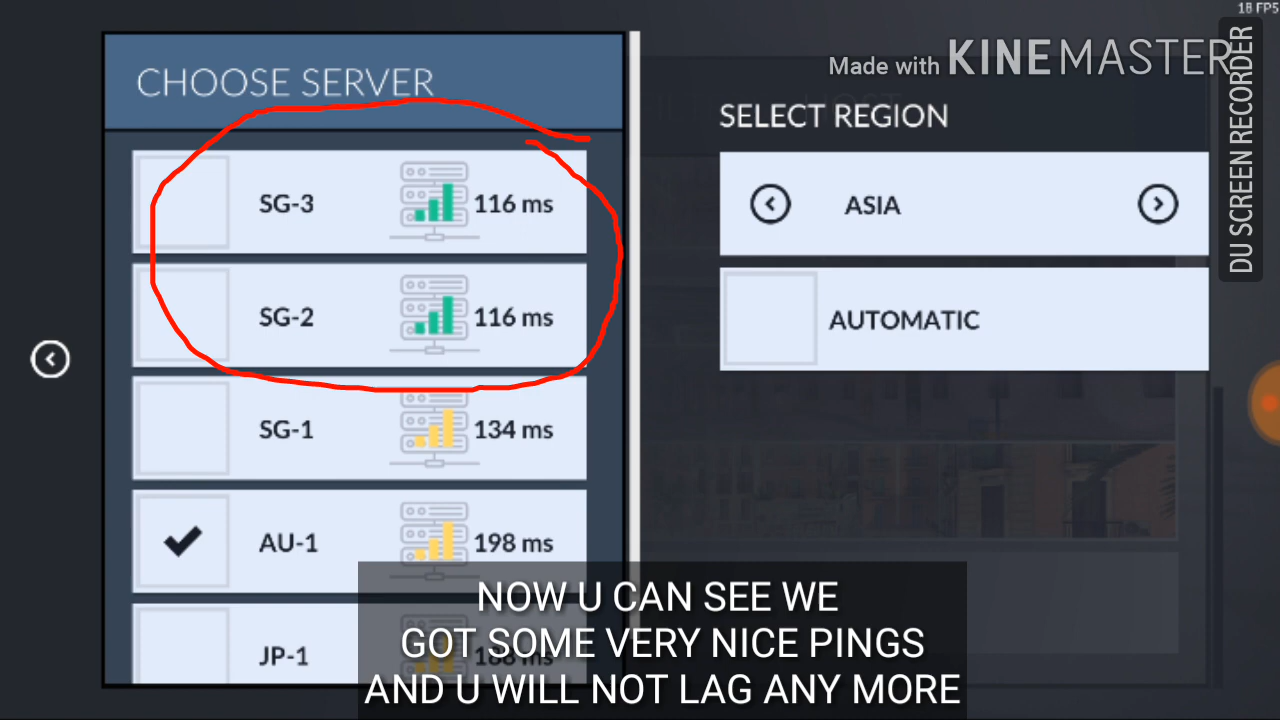 18 FPS
Made with KINEMASTER
DU SCREEN RECORDER
CHOOSE SERVER
SG-3 116 ms
SG-2 116 ms
SG-1 134 ms
AU-1 198 ms
JP-1
SELECT REGION
ASIA
AUTOMATIC
NOW U CAN SEE WE
GOT SOME VERY NICE PINGS
AND U WILL NOT LAG ANY MORE